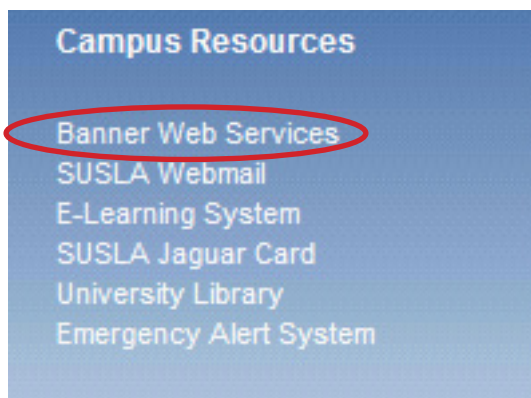 Campus Resources
Banner Web Services
SUSLA Webmail
E-Learning System
SUSLA Jaguar Card
University Library
Emergency Alert System